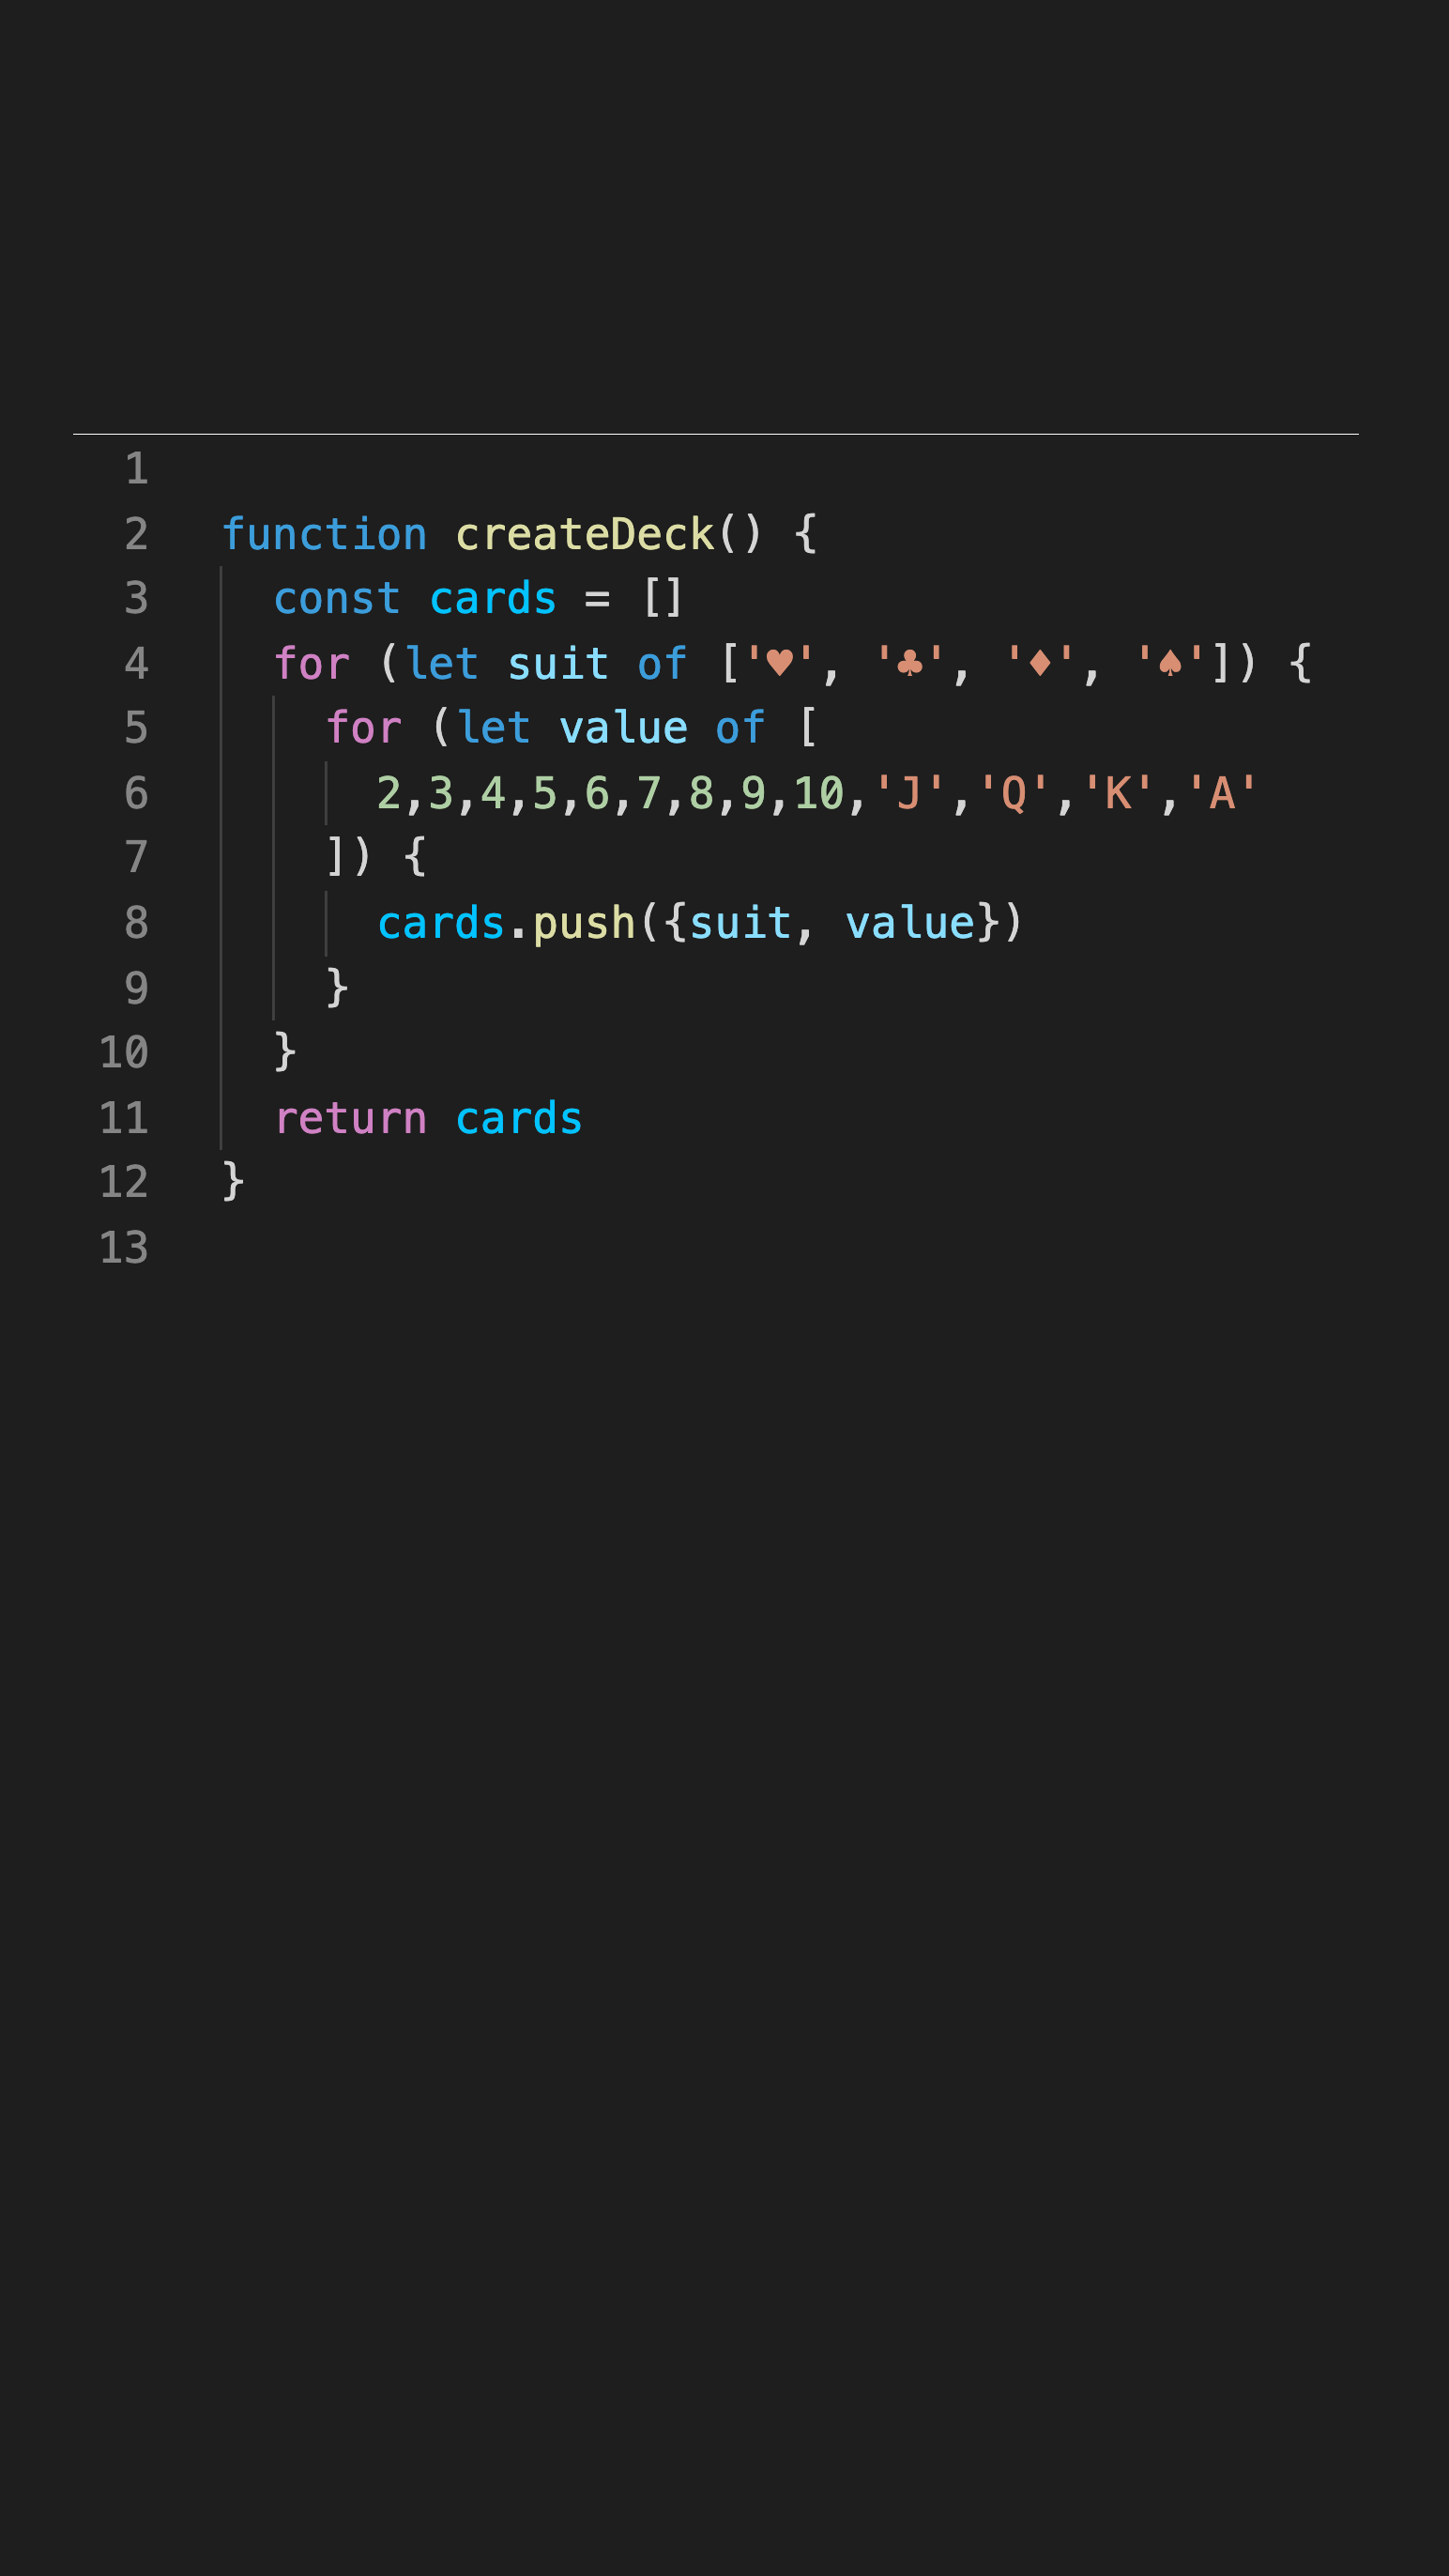 1
2 function createDeck() {
3 const cards = []
4 for (let suit of ['♥', '♣', '♦', '♠']) {
5 for (let value of [
6 2,3,4,5,6,7,8,9,10,'J','Q','K','A'
7 ]) {
8 cards.push({suit, value})
9 }
10 }
11 return cards
12 }
13